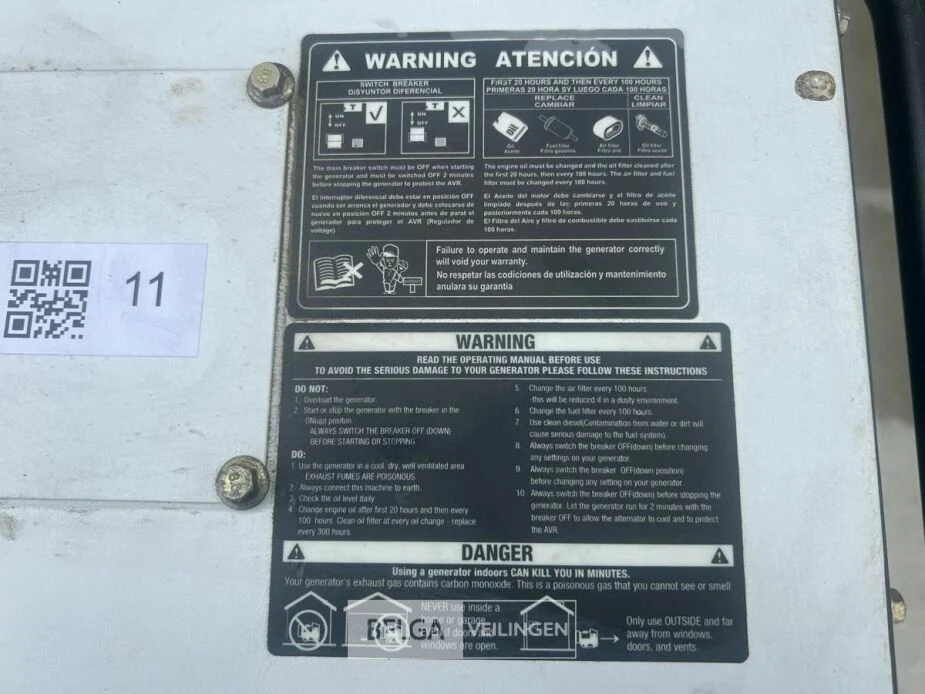 WARNING ATENCIÓN
SWITCH BREAKER
DISYUNTOR DIFERENCIAL
FIRST 20 HOURS AND THEN EVERY 100 HOURS
PRIMERAS 20 HORA SY LUEGO CADA 100 HORAS
REPLACE
CAMBIAR
CLEAN
LIMPIAR
ON
OFF
ON
OFF
OIL
Oil
Aceite
Fuel filter
Filtro gasolina
Air filter
Filtro aire
Oil filter
Filtro aceite
The main breaker switch must be OFF when starting
the generator and must be switched OFF 2 minutes
before stopping the generator to protect the AVR.
El interruptor diferencial debe estar en posición OFF
cuando se arranca el generador y debe colocarse de
nuevo en posición OFF 2 minutos antes de parar el
generador para proteger el AVR (Regulador de
voltage)
The engine oil must be changed and the oil filter cleaned after
the first 20 hours, then every 100 hours. The air filter and fuel
filter must be changed every 100 hours.
El Aceite del motor debe cambiarse y el filtro de aceite
limpiado después de las primeras 20 horas de uso y
posteriormente cada 100 horas.
El Filtro del Aire y filtro de combustible debe sustituirse cada
100 horas.
Failure to operate and maintain the generator correctly
will void your warranty.
No respetar las codiciones de utilización y mantenimiento
anulara su garantia
11
WARNING
READ THE OPERATING MANUAL BEFORE USE
TO AVOID THE SERIOUS DAMAGE TO YOUR GENERATOR PLEASE FOLLOW THESE INSTRUCTIONS
DO NOT:
1. Overload the generator
2. Start or stop the generator with the breaker in the
ON(up) positon
ALWAYS SWITCH THE BREAKER OFF (DOWN)
BEFORE STARTING OR STOPPING
DO:
1. Use the generator in a cool, dry, well ventilated area
EXHAUST FUMES ARE POISONOUS
2. Always connect this machine to earth.
3. Check the oil level daily
4. Change engine oil after first 20 hours and then every
100 hours. Clean oil filter at every oil change - replace
every 300 hours
5. Change the air filter every 100 hours
-this will be reduced if in a dusty environment
6. Change the fuel filter every 100 hours.
7. Use clean diesel(Contamination from water or dirt will
cause serious damage to the fuel system)
8. Always switch the breaker OFF(down) before changing
any settings on your generator
9. Always switch the breaker OFF(down position)
before changing any setting on your generator.
10. Always switch the breaker OFF(down) before stopping the
generator. Let the generator run for 2 minutes with the
breaker OFF to allow the alternator to cool and to protect
the AVR
DANGER
Using a generator indoors CAN KILL YOU IN MINUTES.
Your generator's exhaust gas contains carbon monoxide. This is a poisonous gas that you cannot see or smell.
NEVER use inside a
home or garage,
EVEN if doors and
windows are open.
BELGA VEILINGEN
Only use OUTSIDE and far
away from windows,
doors, and vents.